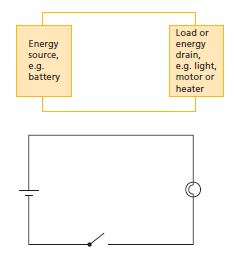 Energy
source,
e.g.
battery
Load or
energy
drain,
e.g. light,
motor or
heater